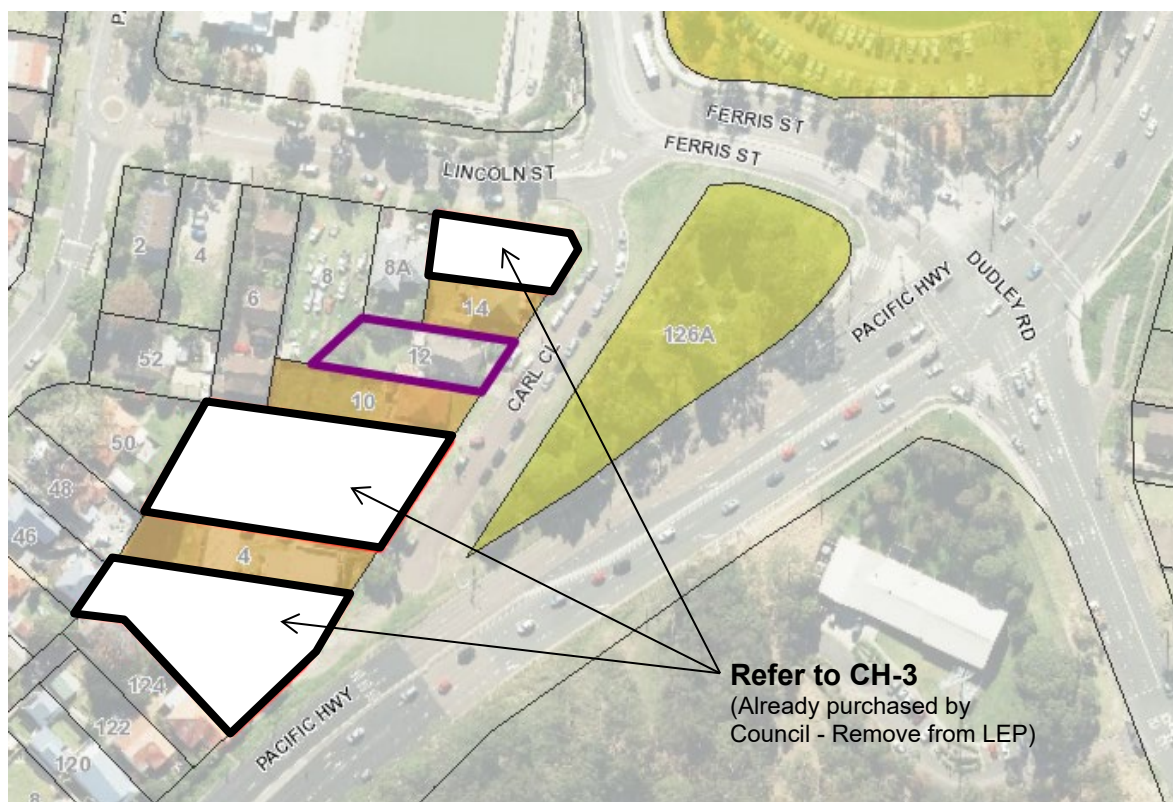 FERRIS ST
FERRIS ST
LINCOLN ST
2
4
6
8
8A
14
12
10
52
50
48
46
4
CARL CL
126A
PACIFIC HWY
DUDLEY RD
124
122
120
PACIFIC HWY
Refer to CH-3
(Already purchased by
Council - Remove from LEP)